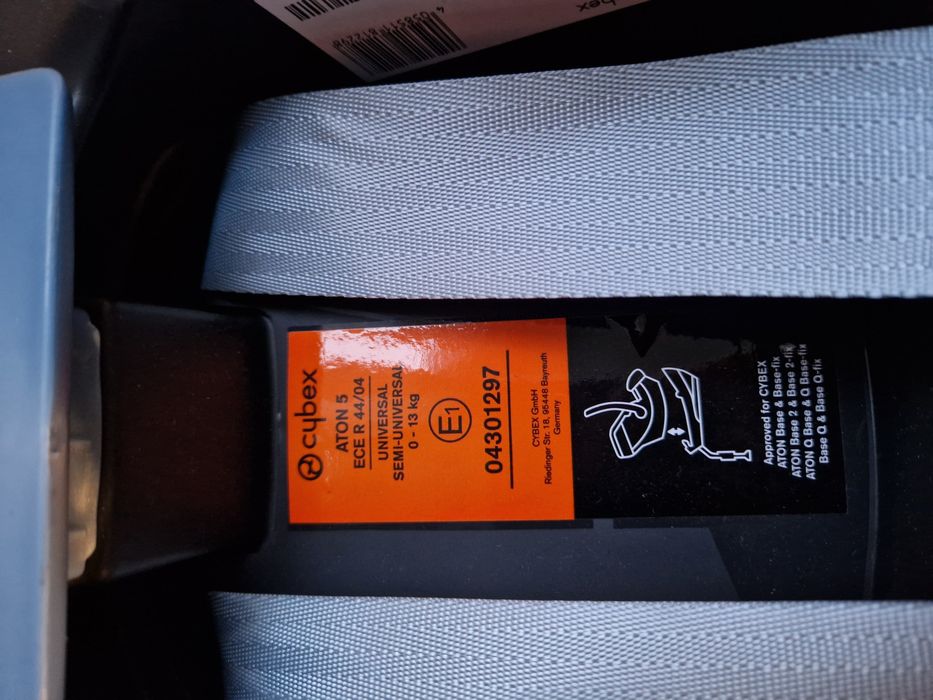 cybex
ATON 5
ECE R 44/04
UNIVERSAL
SEMI-UNIVERSAL
0 - 13 kg
E1
04301297
CYBEX GmbH
Riedinger Str. 18, 95448 Bayreuth
Germany
Approved for CYBEX
ATON Base & Base-fix
ATON Base 2 & Base 2-fix
ATON Q Base & Q Base-fix
Base Q & Base Q-fix
bex